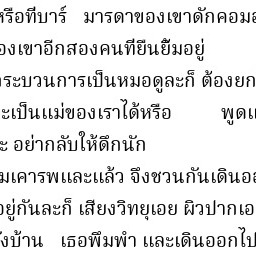 หรือที่บาร์ มารดาของเขาดักคอม
องเขาอีกสองคนที่ยืนยิ้มอยู่
ระบวนการเป็นหมอดูละก็ ต้องยก
ะเป็นแม่ของเราได้หรือ พูดแ
ะ อย่ากลับให้ดึกนัก
มเคารพและแล้ว จึงชวนกันเดินอ
อยู่กันละก็ เสียงวิทยุเอย ผิวปากเอ
งบ้าน เธอพึมพำ และเดินออกไป